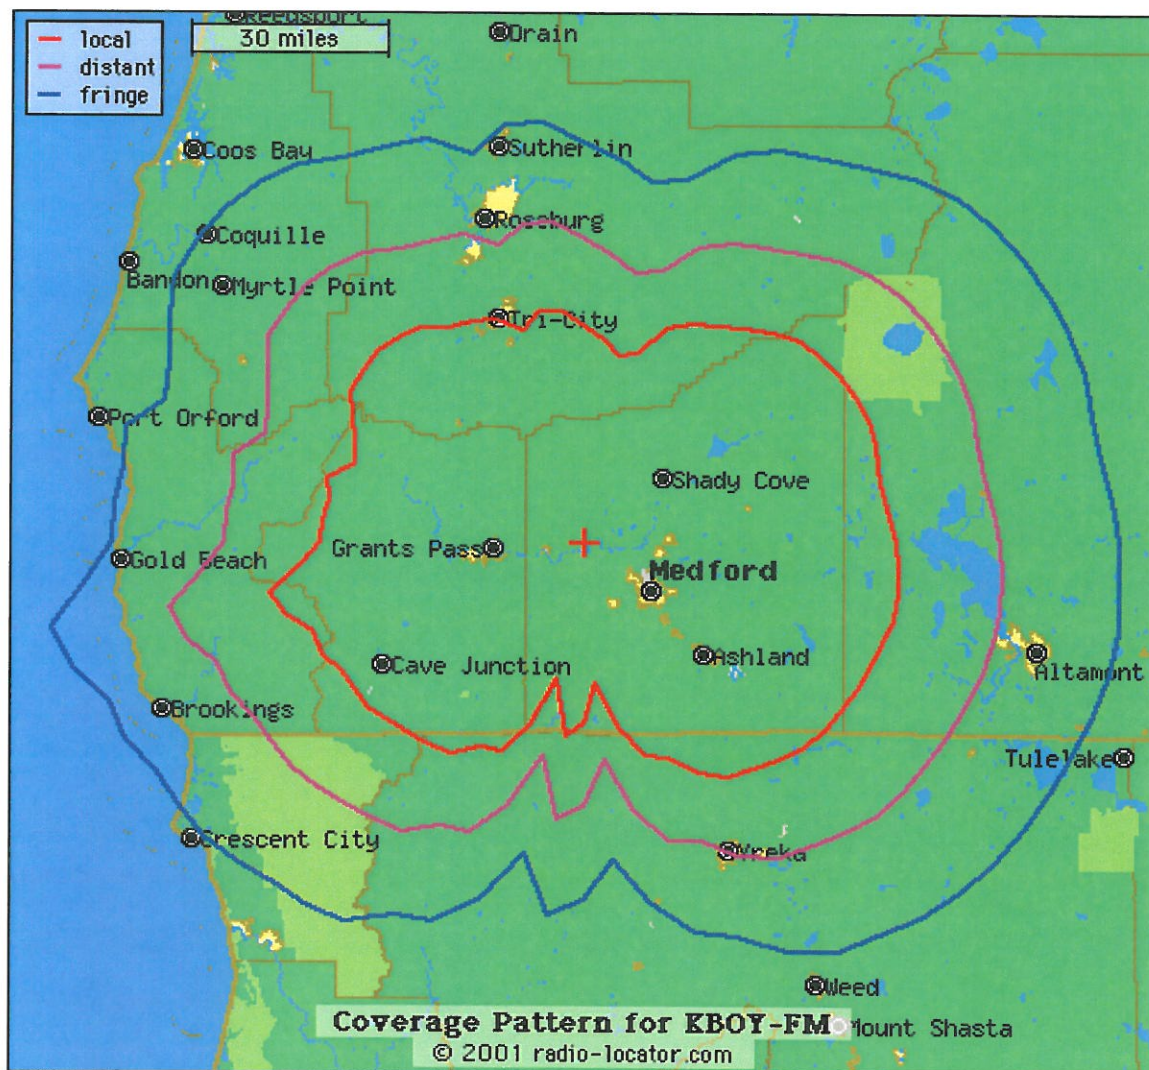 Reedsport
30 miles
Drain
local
distant
fringe
Coos Bay
Sutherlin
Roseburg
Coquille
Bandon
Myrtle Point
Tri-City
Port Orford
Shady Cove
Grants Pass
Gold Beach
Medford
Cave Junction
Ashland
Altamont
Brookings
Tulelake
Crescent City
Yreka
Weed
Coverage Pattern for KBOY-FM
Mount Shasta
© 2001 radio-locator.com